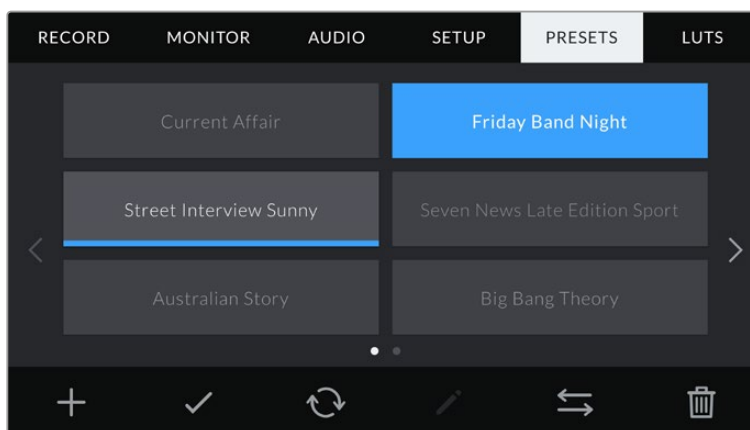 RECORD MONITOR AUDIO SETUP PRESETS LUTS
Current Affair Friday Band Night
Street Interview Sunny Seven News Late Edition Sport
Australian Story Big Bang Theory